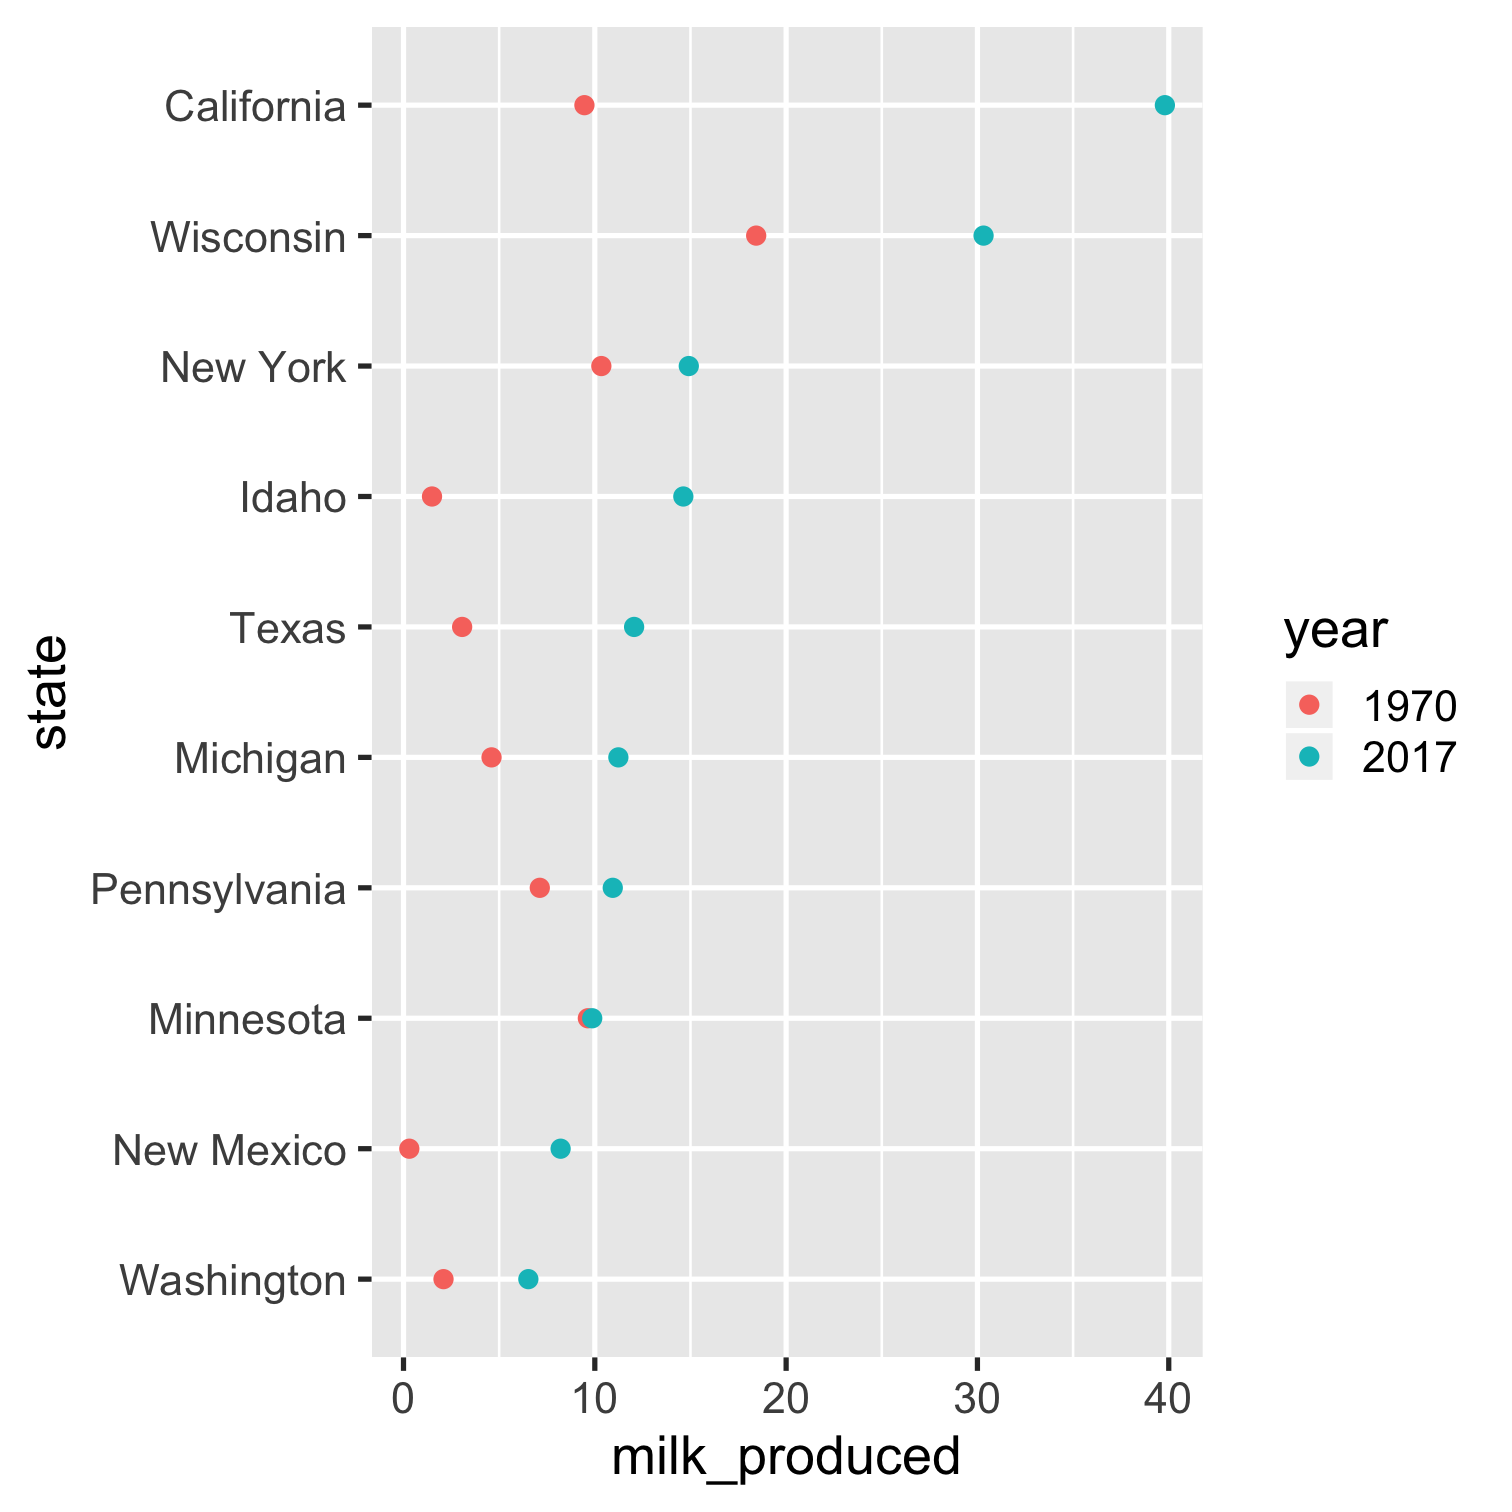 California
Wisconsin
New York
Idaho
Texas
Michigan
Pennsylvania
Minnesota
New Mexico
Washington
state
0 10 20 30 40
milk_produced
year
1970
2017